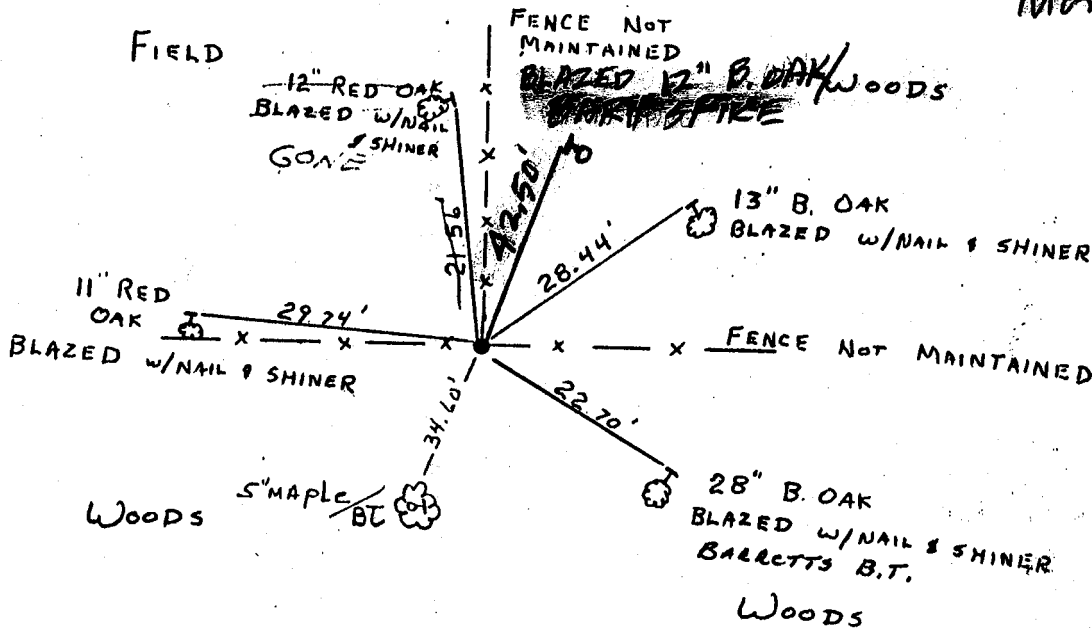 FIELD
FENCE NOT
MAINTAINED
BLAZED 12" B. OAK/WOODS
SPIKE
12" RED OAK
BLAZED W/NAIL
& SHINER
GONE
21.56'
42.50'
28.44'
13" B. OAK
BLAZED W/NAIL & SHINER
11" RED
OAK
29.74'
BLAZED W/NAIL & SHINER
FENCE NOT MAINTAINED
34.60'
22.70'
5" MAPLE/
BT
WOODS
28" B. OAK
BLAZED W/NAIL & SHINER
BARRETTS B.T.
WOODS